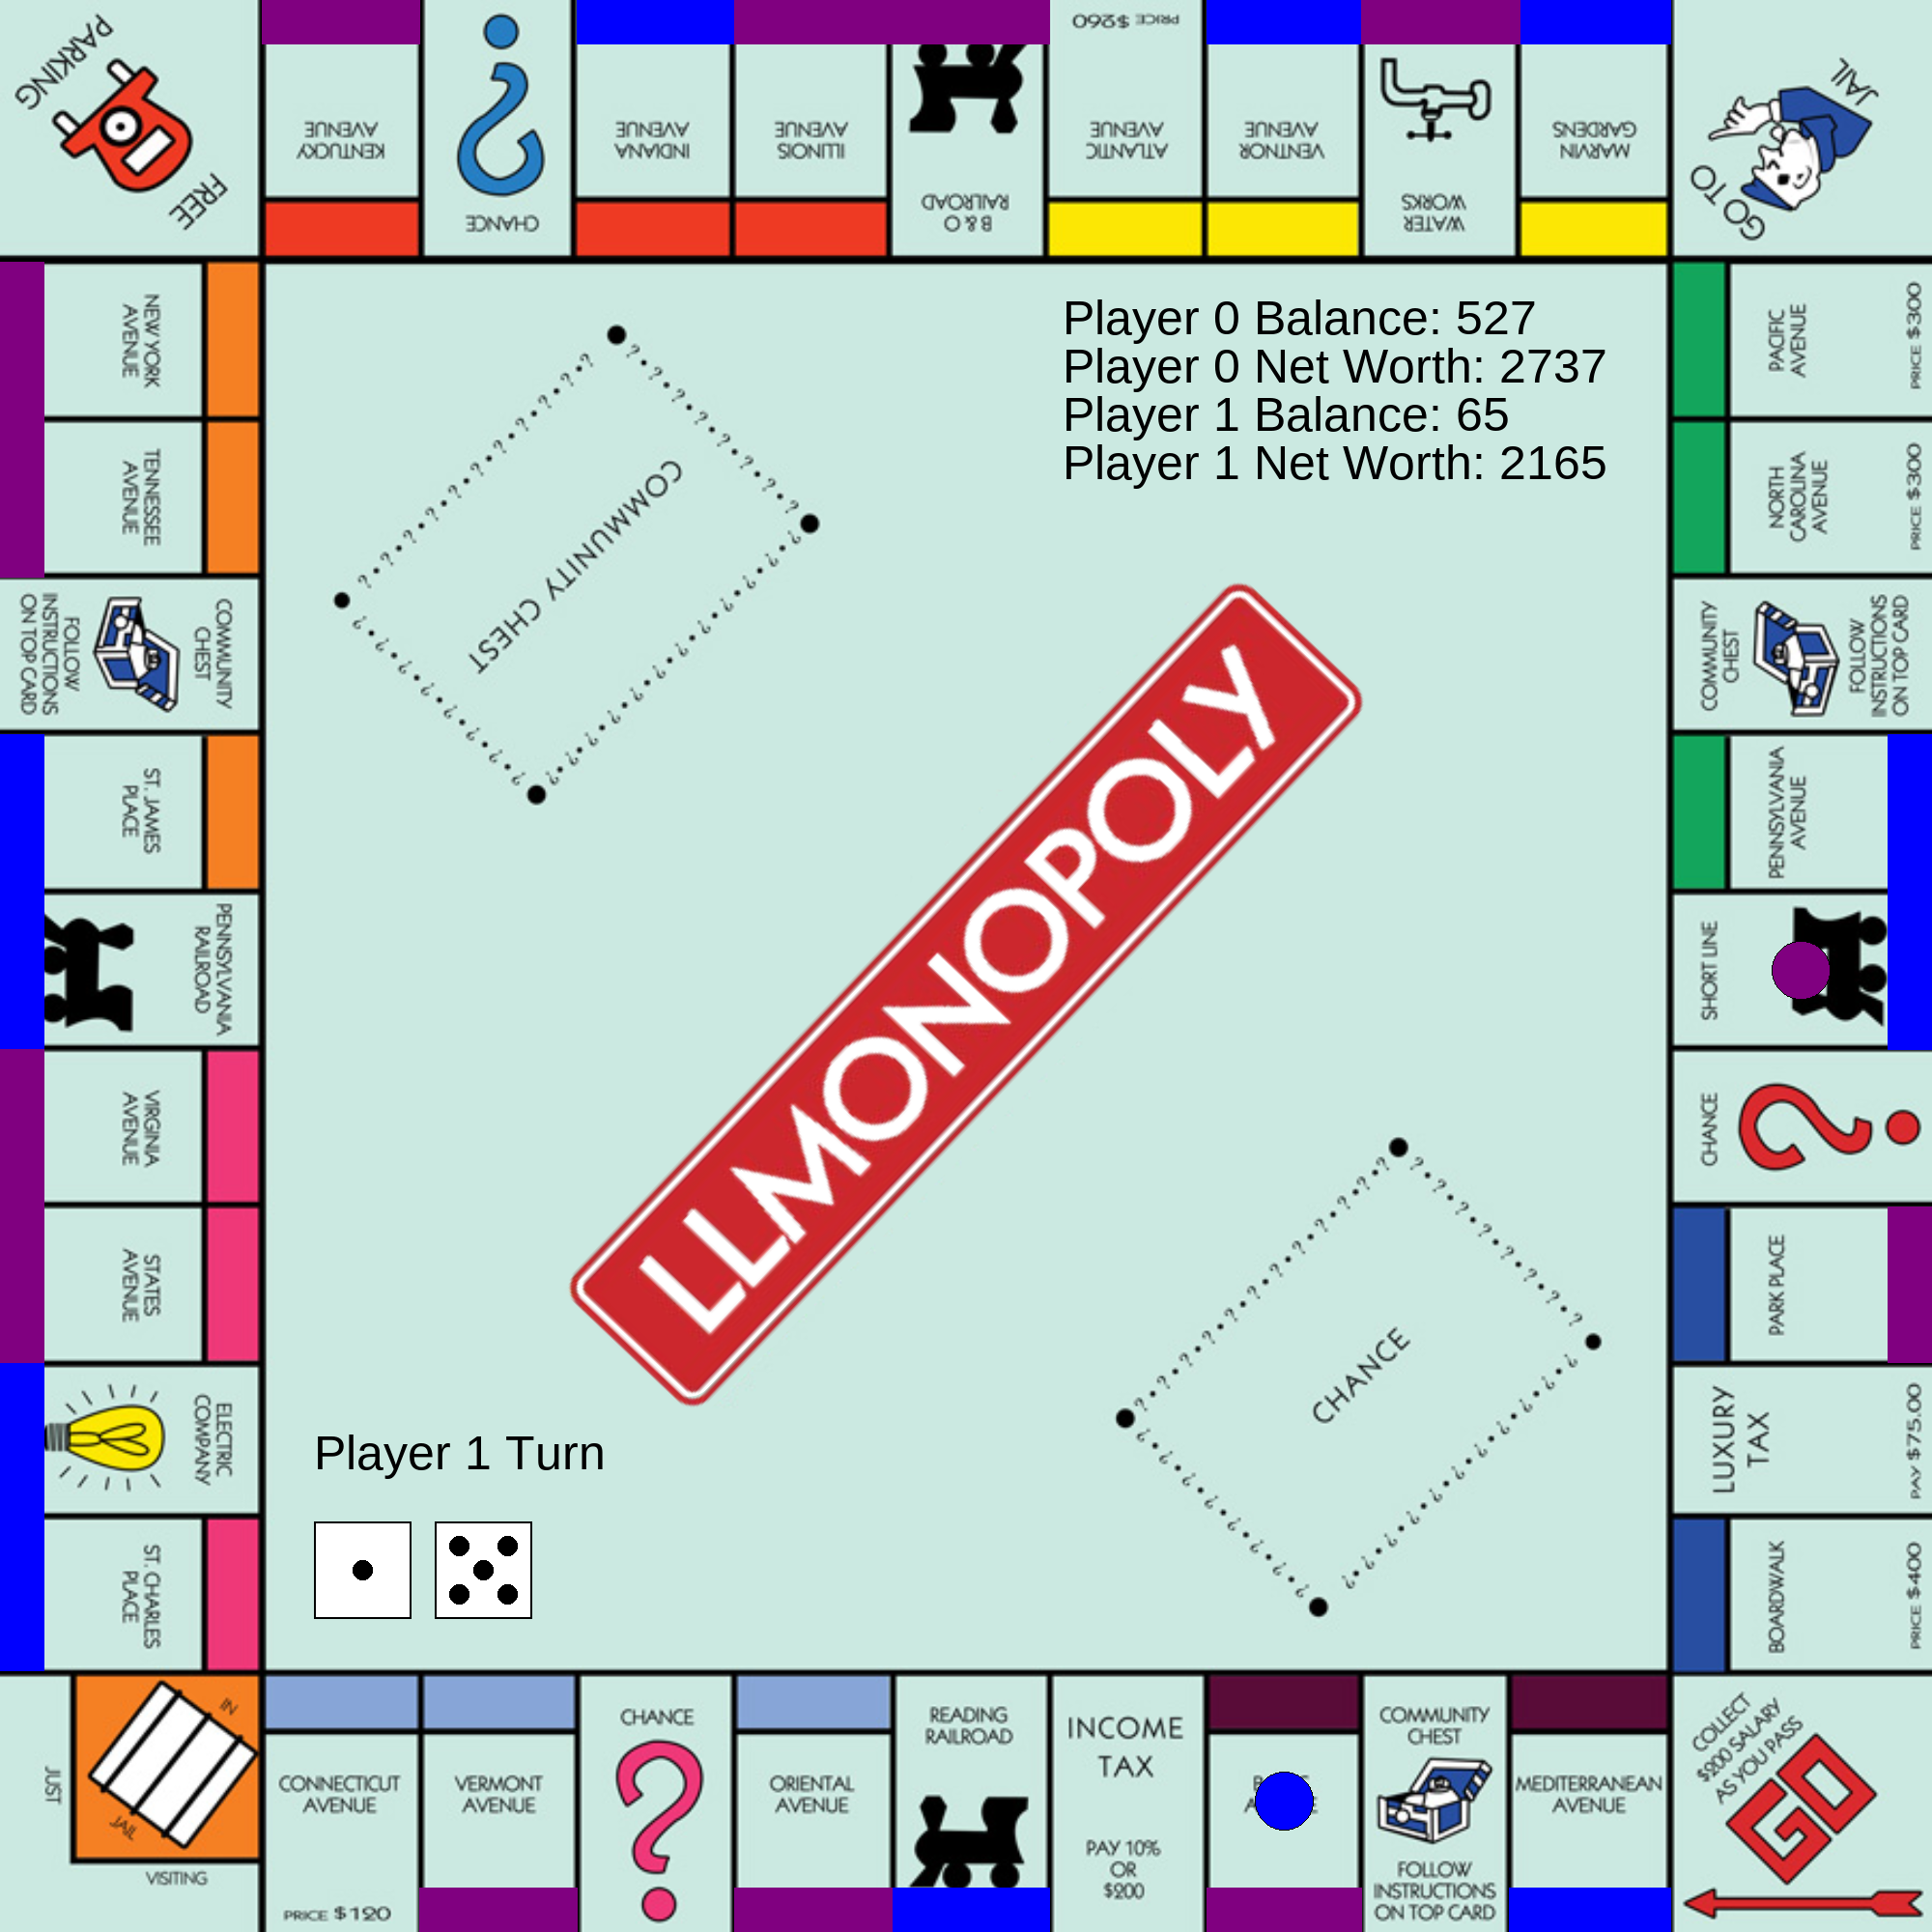 PARKING
FREE
KENTUCKY
AVENUE
CHANCE
INDIANA
AVENUE
ILLINOIS
AVENUE
B & O
RAILROAD
PRICE $260
ATLANTIC
AVENUE
VENTNOR
AVENUE
WATER
WORKS
MARVIN
GARDENS
GO TO
JAIL
NEW YORK
AVENUE
TENNESSEE
AVENUE
COMMUNITY
CHEST
FOLLOW
INSTRUCTIONS
ON TOP CARD
ST. JAMES
PLACE
PENNSYLVANIA
RAILROAD
VIRGINIA
AVENUE
STATES
AVENUE
ELECTRIC
COMPANY
ST. CHARLES
PLACE
Player 0 Balance: 527
Player 0 Net Worth: 2737
Player 1 Balance: 65
Player 1 Net Worth: 2165
COMMUNITY CHEST
LLMONOPOLY
CHANCE
Player 1 Turn
PACIFIC
AVENUE
PRICE $300
NORTH
CAROLINA
AVENUE
PRICE $300
COMMUNITY
CHEST
FOLLOW
INSTRUCTIONS
ON TOP CARD
PENNSYLVANIA
AVENUE
SHORT LINE
CHANCE
PARK PLACE
LUXURY
TAX
PAY $75.00
BOARDWALK
PRICE $400
JUST
VISITING
IN
JAIL
CONNECTICUT
AVENUE
PRICE $120
VERMONT
AVENUE
CHANCE
ORIENTAL
AVENUE
READING
RAILROAD
INCOME
TAX
PAY 10%
OR
$200
COMMUNITY
CHEST
FOLLOW
INSTRUCTIONS
ON TOP CARD
MEDITERRANEAN
AVENUE
COLLECT
$200 SALARY
AS YOU PASS
GO